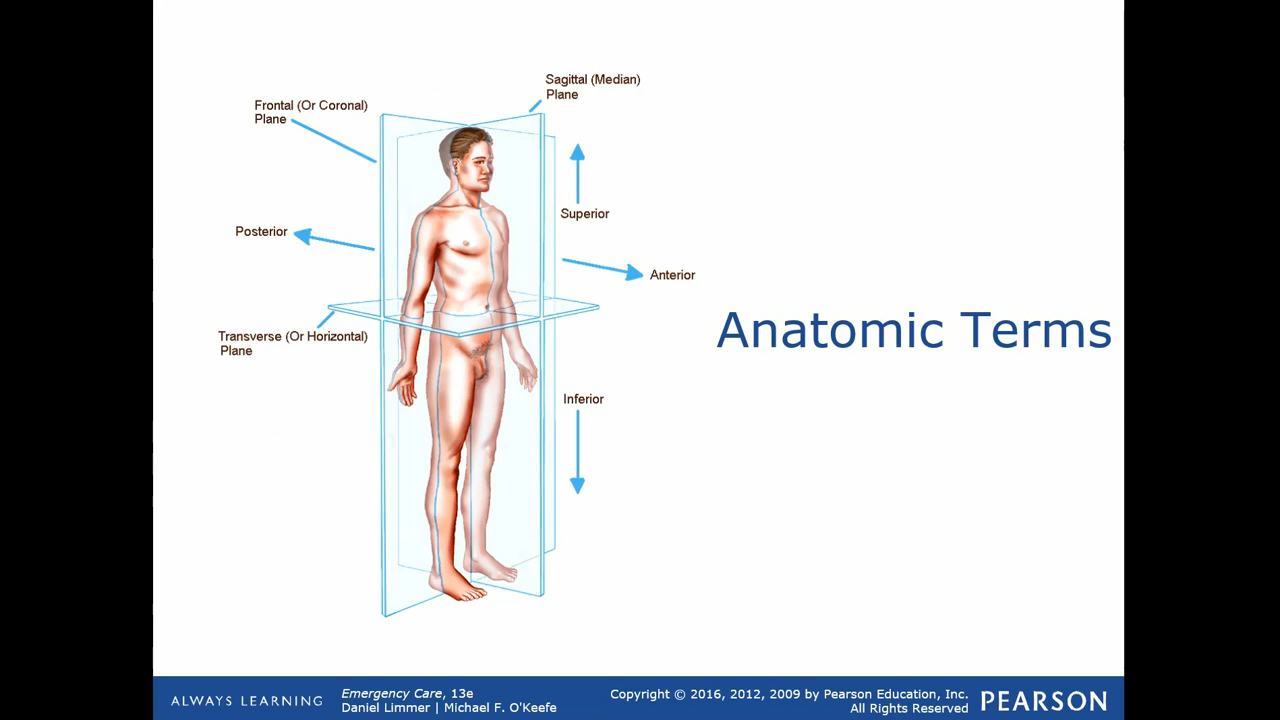 Sagittal (Median)
Plane
Frontal (Or Coronal)
Plane
Superior
Posterior
Anterior
Transverse (Or Horizontal)
Plane
Anatomic Terms
Inferior
ALWAYS LEARNING
Emergency Care, 13e
Daniel Limmer | Michael F. O'Keefe
Copyright © 2016, 2012, 2009 by Pearson Education, Inc.
All Rights Reserved
PEARSON